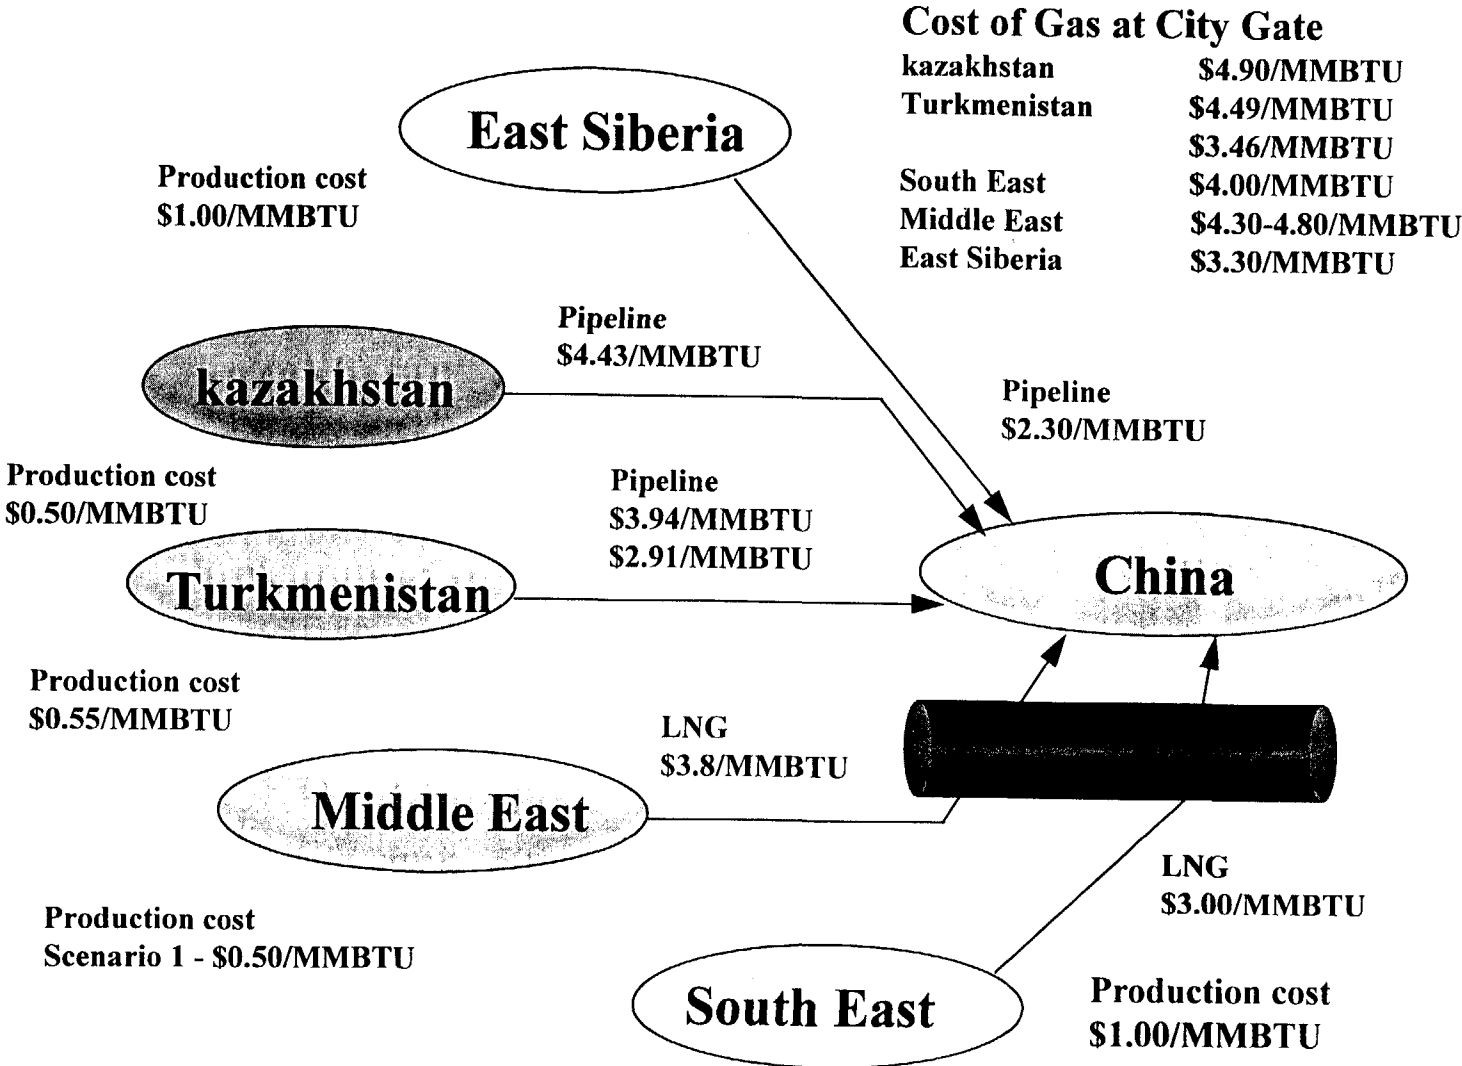 Cost of Gas at City Gate
kazakhstan $4.90/MMBTU
Turkmenistan $4.49/MMBTU
$3.46/MMBTU
South East $4.00/MMBTU
Middle East $4.30-4.80/MMBTU
East Siberia $3.30/MMBTU
East Siberia
Production cost
$1.00/MMBTU
Pipeline
$4.43/MMBTU
kazakhstan
Pipeline
$2.30/MMBTU
Production cost
$0.50/MMBTU
Pipeline
$3.94/MMBTU
$2.91/MMBTU
Turkmenistan
China
Production cost
$0.55/MMBTU
LNG
$3.8/MMBTU
Middle East
LNG
$3.00/MMBTU
Production cost
Scenario 1 - $0.50/MMBTU
South East
Production cost
$1.00/MMBTU